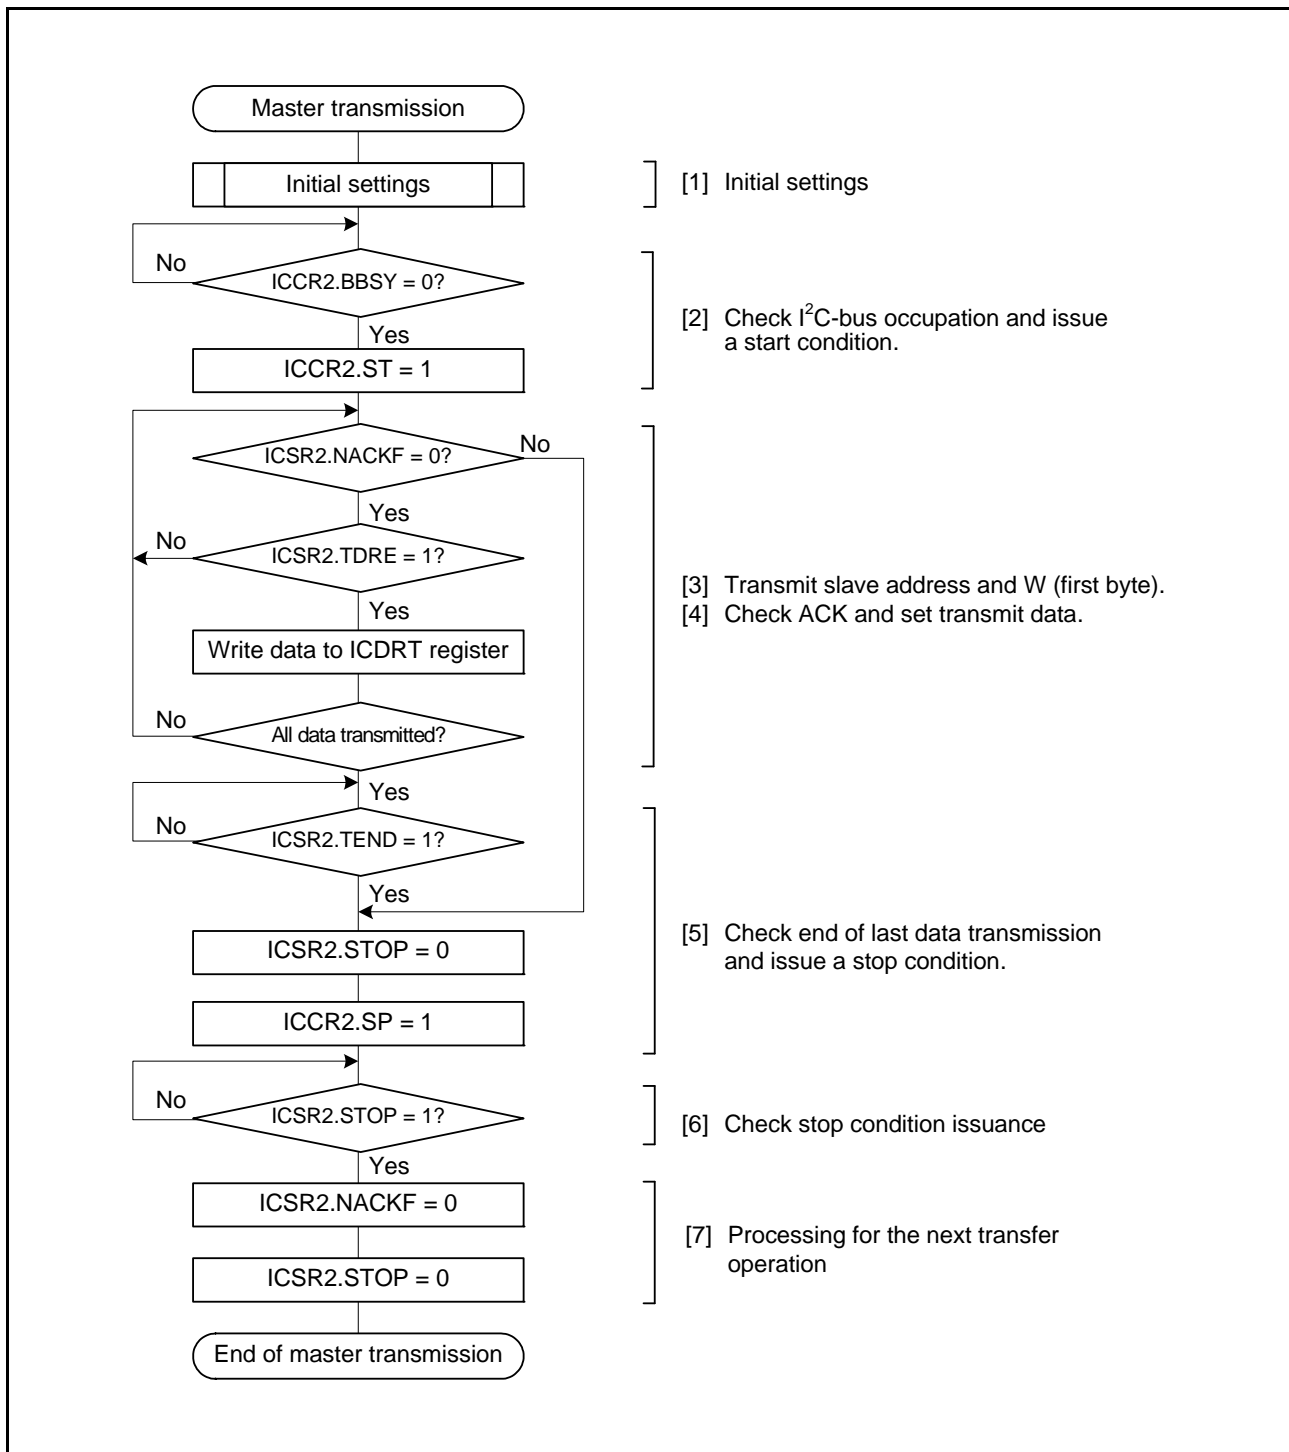 Master transmission
Initial settings
[1] Initial settings
No
ICCR2.BBSY = 0?
Yes
[2] Check I²C-bus occupation and issue
a start condition.
ICCR2.ST = 1
No
ICSR2.NACKF = 0?
Yes
No
ICSR2.TDRE = 1?
[3] Transmit slave address and W (first byte).
Yes
[4] Check ACK and set transmit data.
Write data to ICDRT register
No
All data transmitted?
Yes
No
ICSR2.TEND = 1?
Yes
[5] Check end of last data transmission
and issue a stop condition.
ICSR2.STOP = 0
ICCR2.SP = 1
No
ICSR2.STOP = 1?
[6] Check stop condition issuance
Yes
ICSR2.NACKF = 0
[7] Processing for the next transfer
operation
ICSR2.STOP = 0
End of master transmission